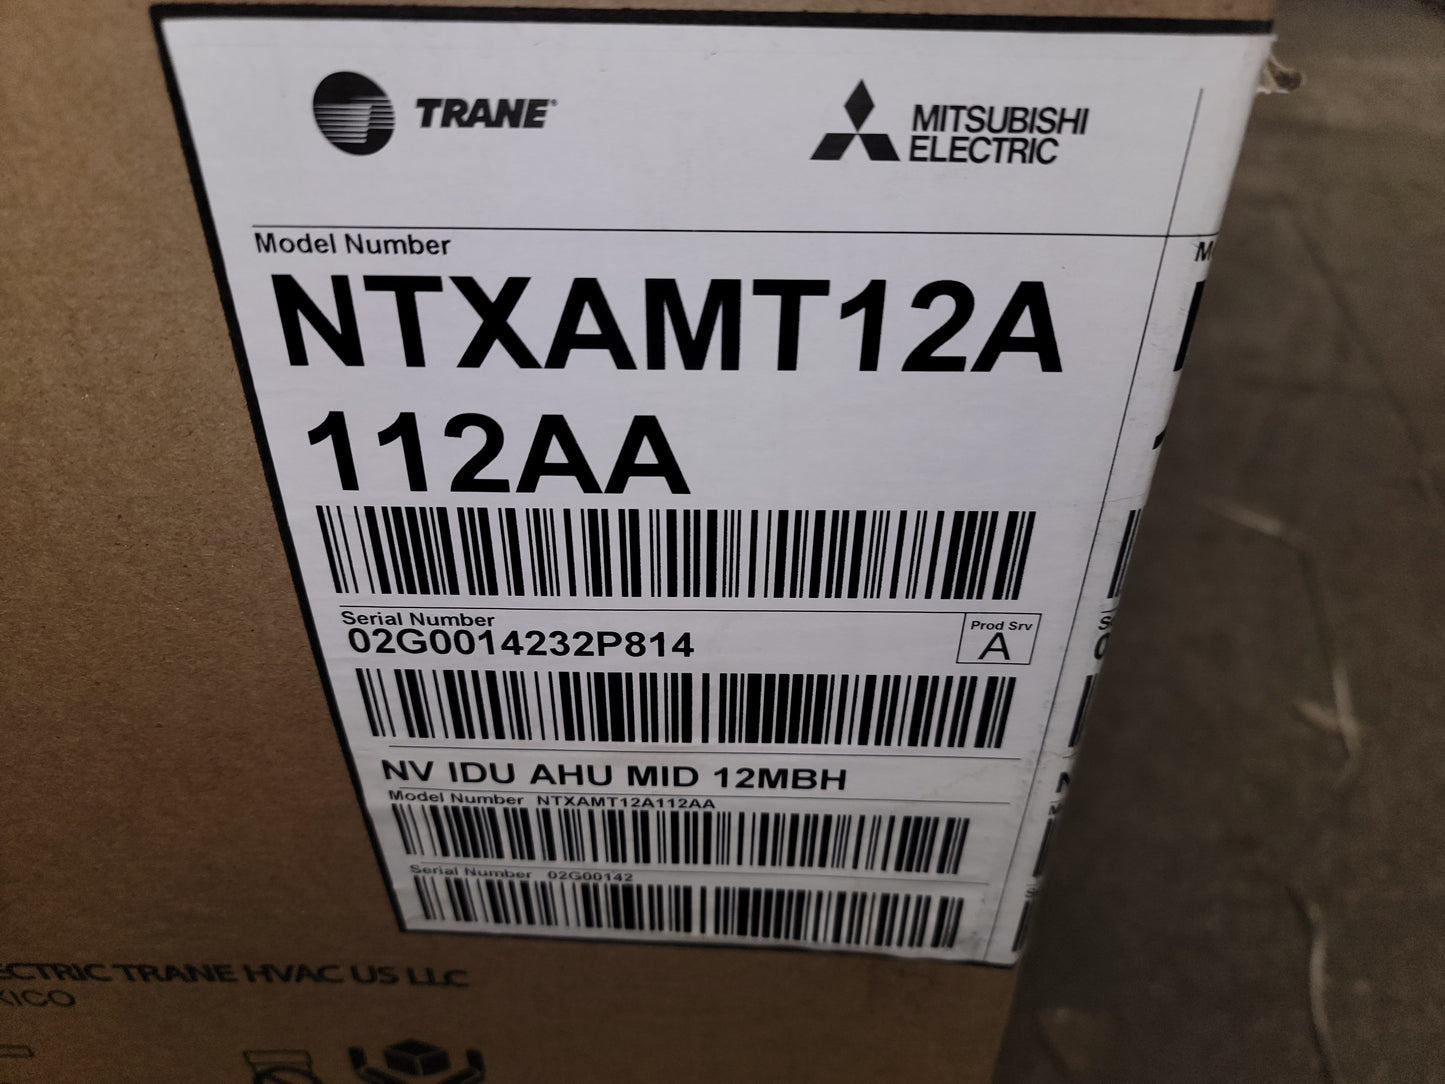 TRANE
MITSUBISHI
ELECTRIC
Model Number
NTXAMT12A
112AA
Serial Number
02G0014232P814
Prod Srv
A
NV IDU AHU MID 12MBH
Model Number NTXAMT12A112AA
Serial Number 02G00142
TRANE HVAC US LLC